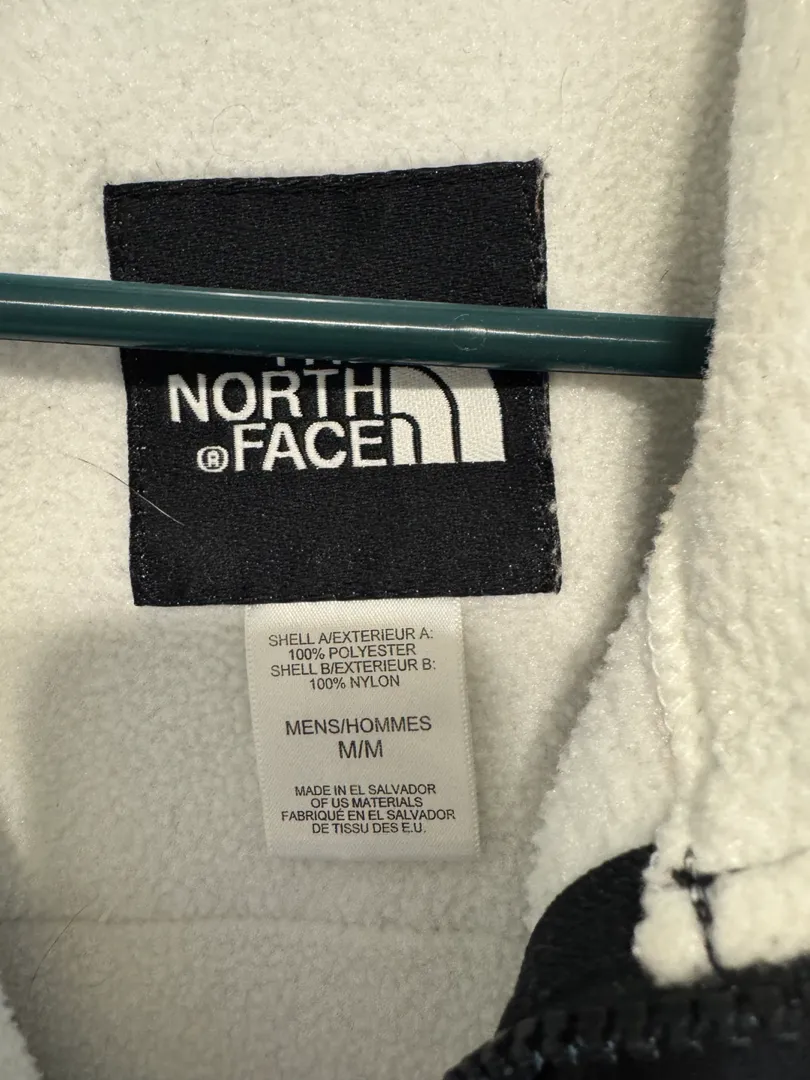 NORTH
® FACE
SHELL A/EXTERIEUR A:
100% POLYESTER
SHELL B/EXTERIEUR B:
100% NYLON
MENS/HOMMES
M/M
MADE IN EL SALVADOR
OF US MATERIALS
FABRIQUÉ EN EL SALVADOR
DE TISSU DES E.U.